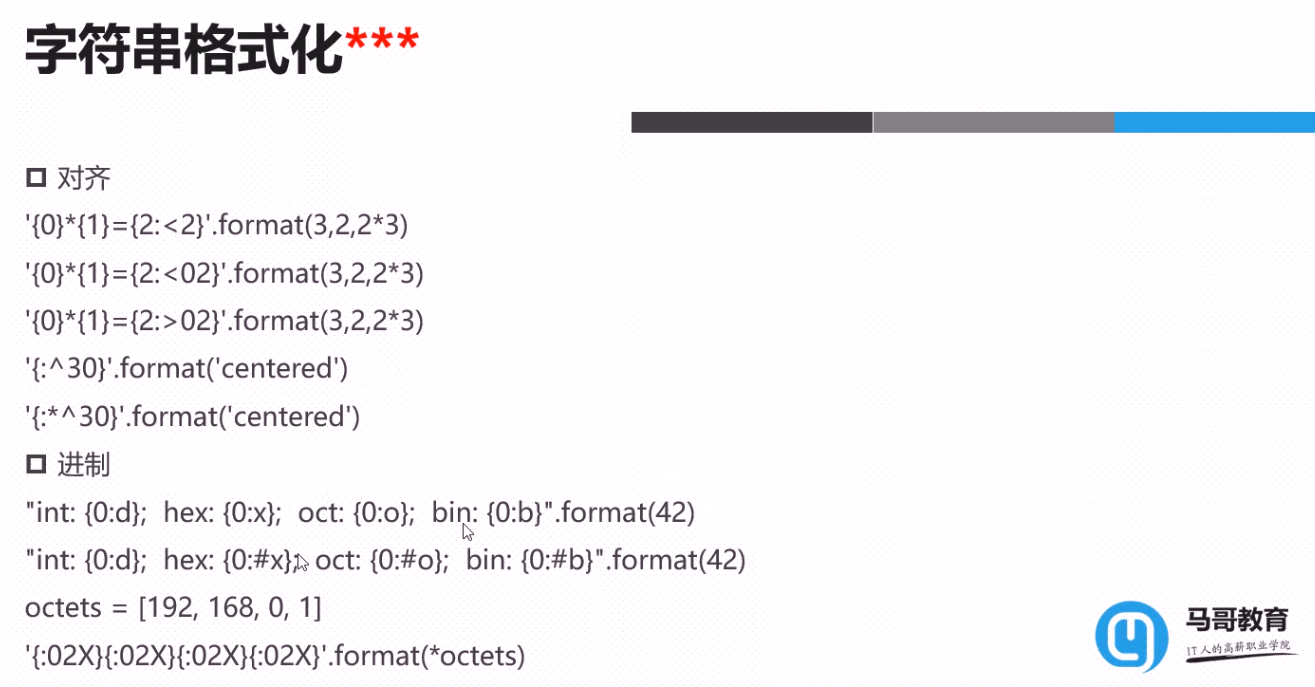 字符串格式化***
对齐
'{0}*{1}={2:<2}'.format(3,2,2*3)
'{0}*{1}={2:<02}'.format(3,2,2*3)
'{0}*{1}={2:>02}'.format(3,2,2*3)
'{:^30}'.format('centered')
'{:*^30}'.format('centered')
进制
"int: {0:d};  hex: {0:x};  oct: {0:o};  bin: {0:b}".format(42)
"int: {0:d};  hex: {0:#x};  oct: {0:#o};  bin: {0:#b}".format(42)
octets = [192, 168, 0, 1]
'{:02X}{:02X}{:02X}{:02X}'.format(*octets)
马哥教育
IT人的高薪职业学院